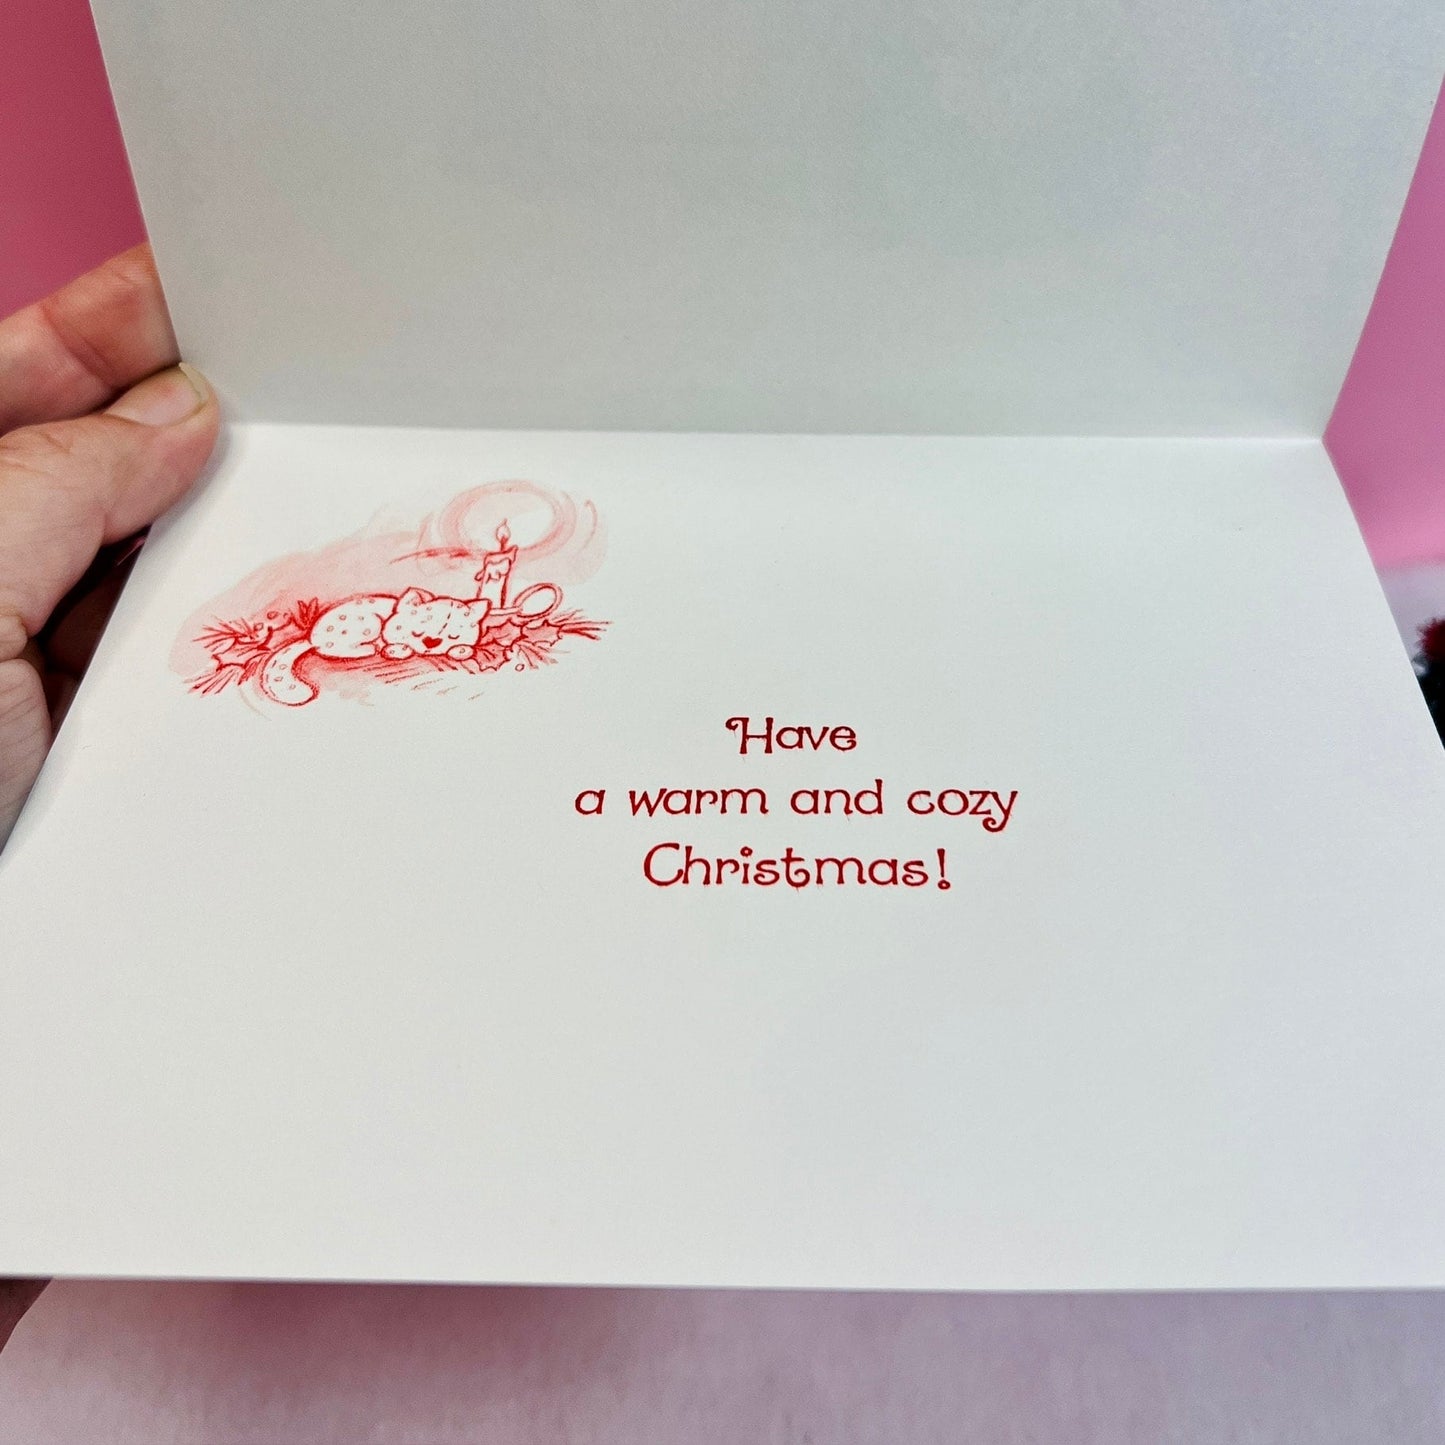 Have
a warm and cozy
Christmas!